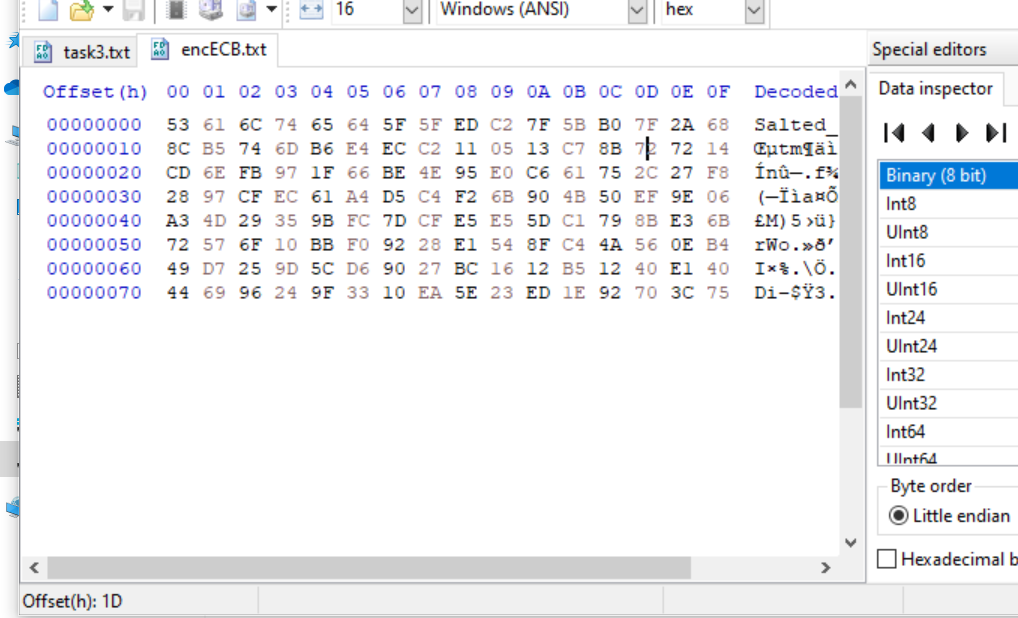 16 Windows (ANSI) hex
task3.txt encECB.txt
Special editors
Data inspector
Offset(h) 00 01 02 03 04 05 06 07 08 09 0A 0B 0C 0D 0E 0F Decoded
00000000 53 61 6C 74 65 64 5F 5F ED C2 7F 5B B0 7F 2A 68 Salted_
00000010 8C B5 74 6D B6 E4 EC C2 11 05 13 C7 8B 72 72 14 Œµtm¶äì
00000020 CD 6E FB 97 1F 66 BE 4E 95 E0 C6 61 75 2C 27 F8 Ínû—.f¾
00000030 28 97 CF EC 61 A4 D5 C4 F2 6B 90 4B 50 EF 9E 06 (—Ïìa¤Õ
00000040 A3 4D 29 35 9B FC 7D CF E5 E5 5D C1 79 8B E3 6B £M)5›ü}
00000050 72 57 6F 10 BB F0 92 28 E1 54 8F C4 4A 56 0E B4 rWo.»ð’
00000060 49 D7 25 9D 5C D6 90 27 BC 16 12 B5 12 40 E1 40 I×%.\Ö.
00000070 44 69 96 24 9F 33 10 EA 5E 23 ED 1E 92 70 3C 75 Di–$Ÿ3.
Binary (8 bit)
Int8
UInt8
Int16
UInt16
Int24
UInt24
Int32
UInt32
Int64
UInt64
Byte order
Little endian
Hexadecimal b
Offset(h): 1D